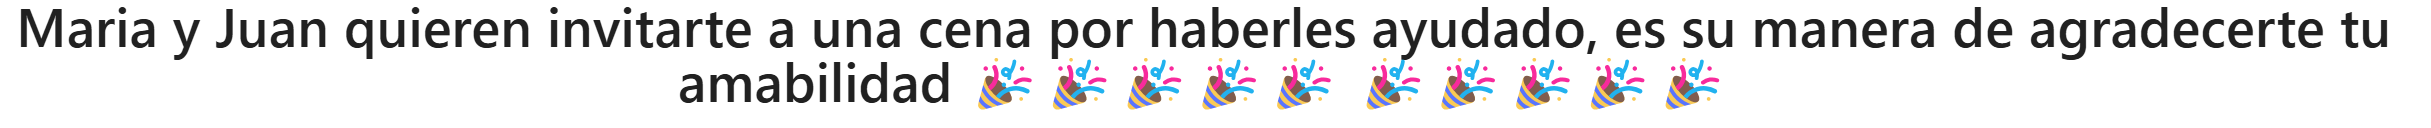 Maria y Juan quieren invitarte a una cena por haberles ayudado, es su manera de agradecerte tu
amabilidad 🎉 🎉 🎉 🎉 🎉 🎉 🎉 🎉 🎉 🎉